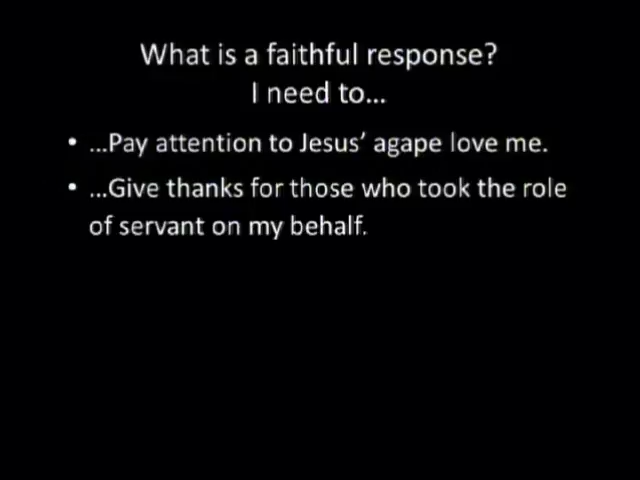 What is a faithful response?
I need to...
• ...Pay attention to Jesus’ agape love me.
• ...Give thanks for those who took the role
of servant on my behalf.